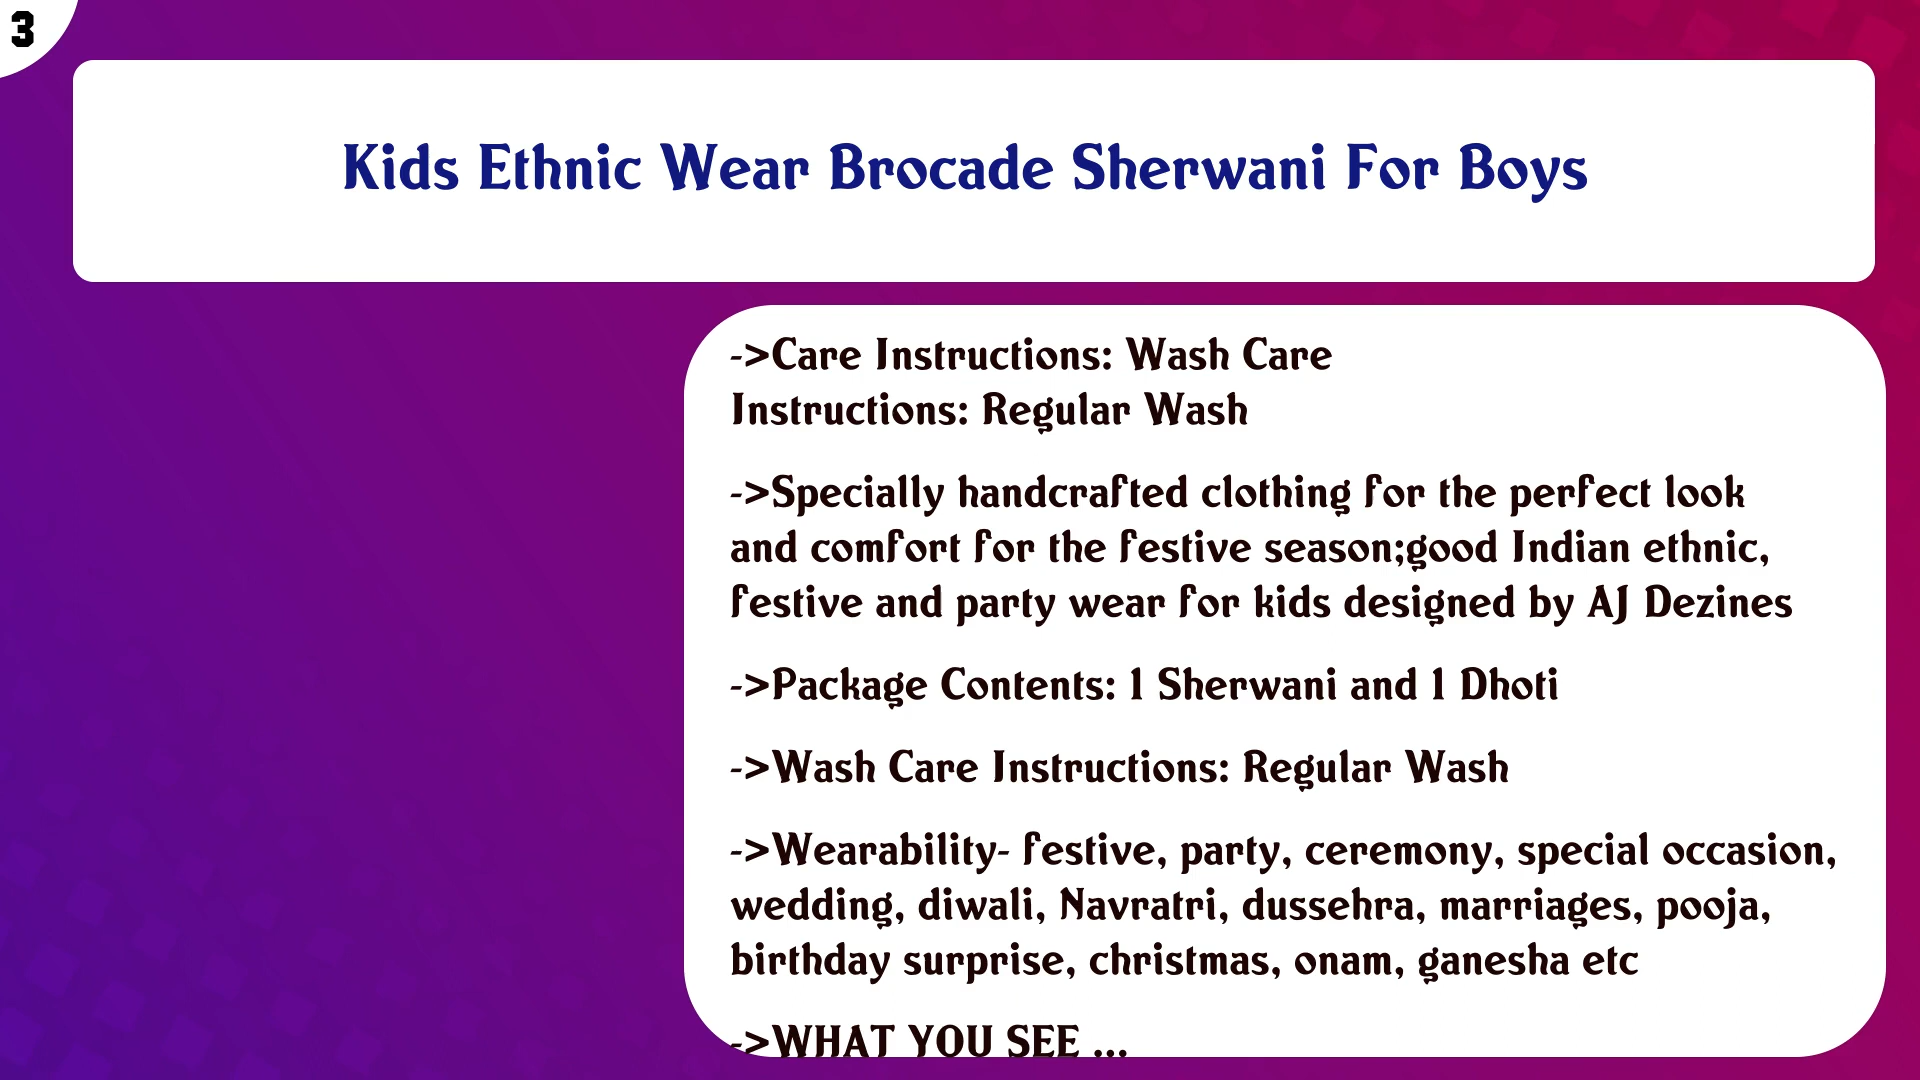 3
Kids Ethnic Wear Brocade Sherwani For Boys
->Care Instructions: Wash Care
Instructions: Regular Wash
->Specially handcrafted clothing for the perfect look
and comfort for the festive season;good Indian ethnic,
festive and party wear for kids designed by AJ Dezines
->Package Contents: 1 Sherwani and 1 Dhoti
->Wash Care Instructions: Regular Wash
->Wearability- festive, party, ceremony, special occasion,
wedding, diwali, Navratri, dussehra, marriages, pooja,
birthday surprise, christmas, onam, ganesha etc
->WHAT YOU SEE ...